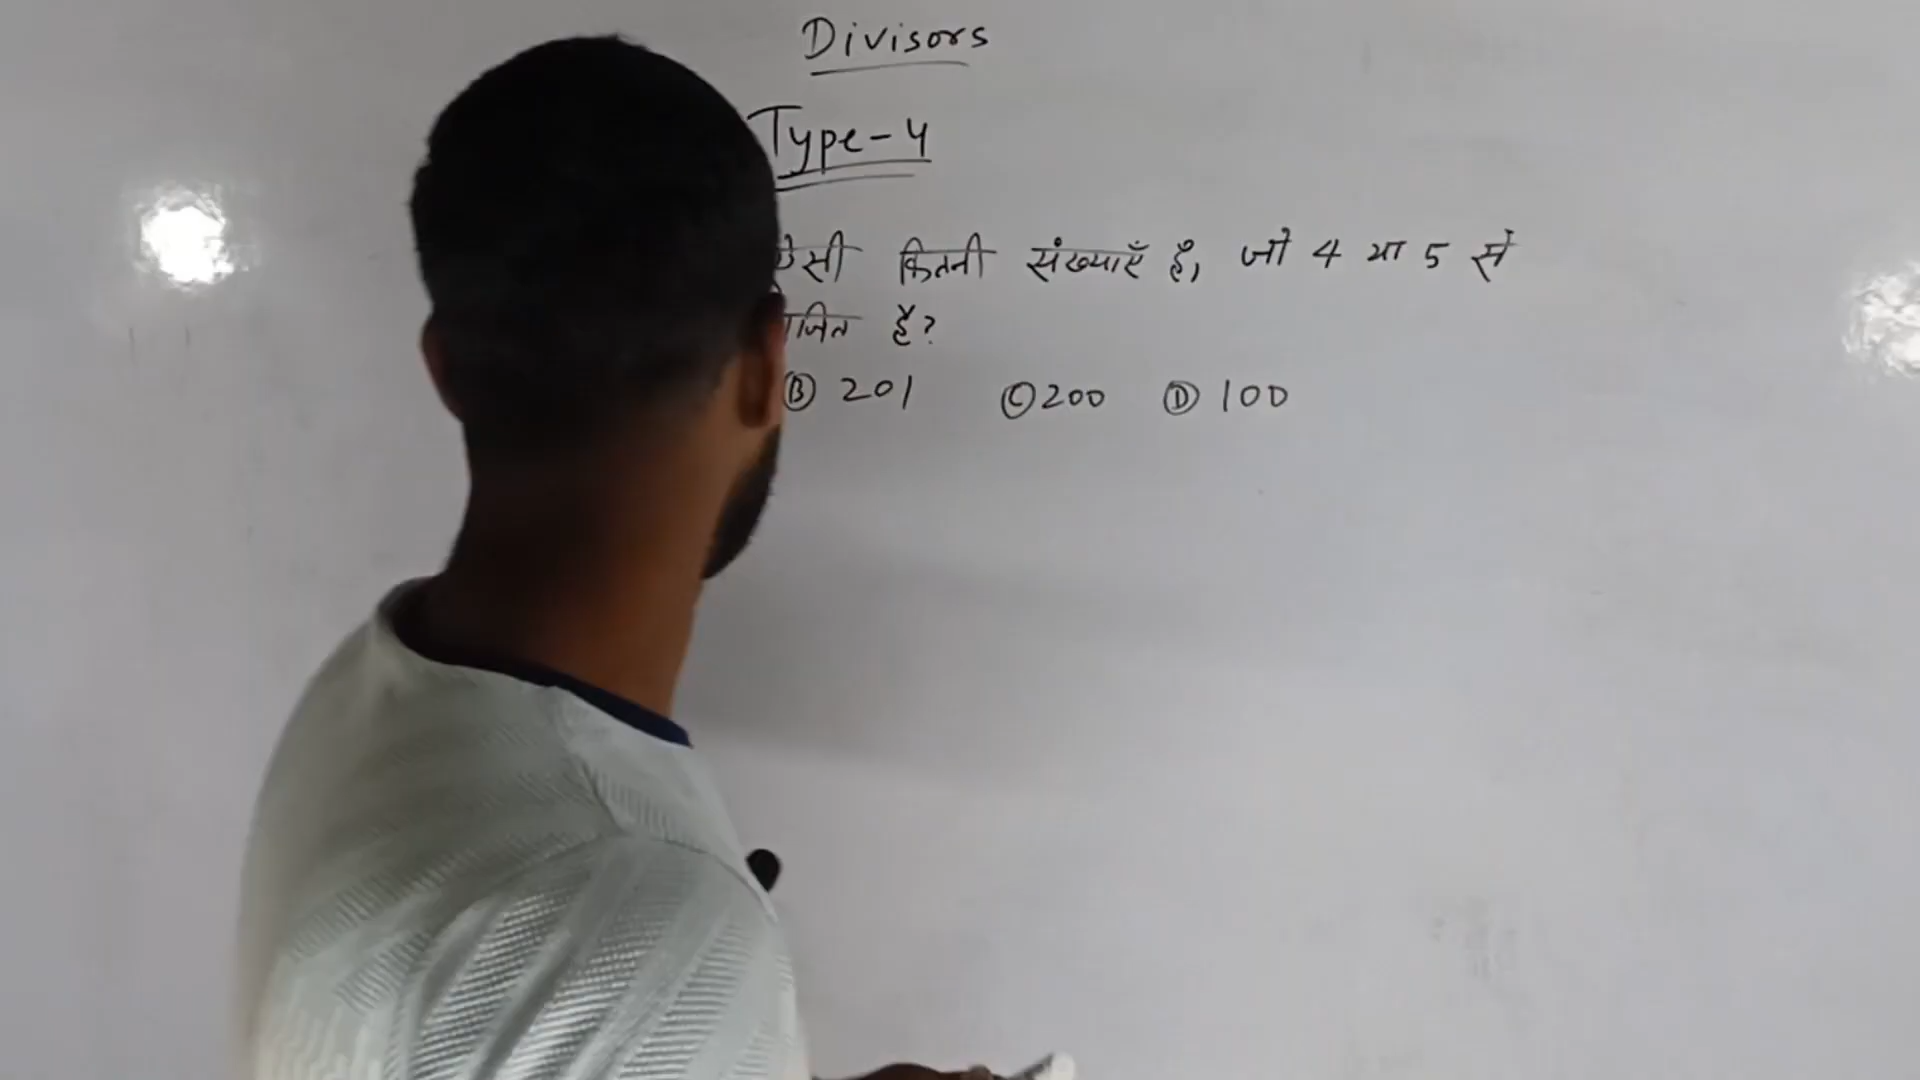 Divisors
Type-4
ऐसी कितनी संख्याएँ हैं, जो 4 या 5 से
हैं?
Ⓑ 201 Ⓒ 200 Ⓓ 100